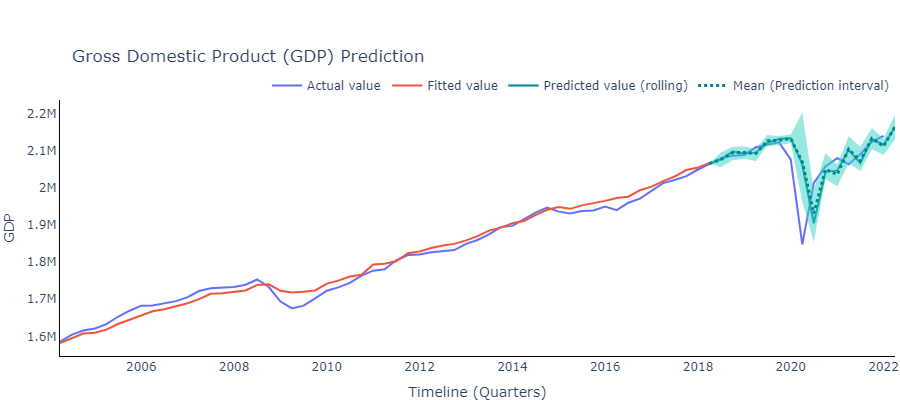 Gross Domestic Product (GDP) Prediction
Actual value Fitted value Predicted value (rolling) Mean (Prediction interval)
2.2M
2.1M
2M
1.9M
1.8M
1.7M
1.6M
GDP
2006 2008 2010 2012 2014 2016 2018 2020 2022
Timeline (Quarters)